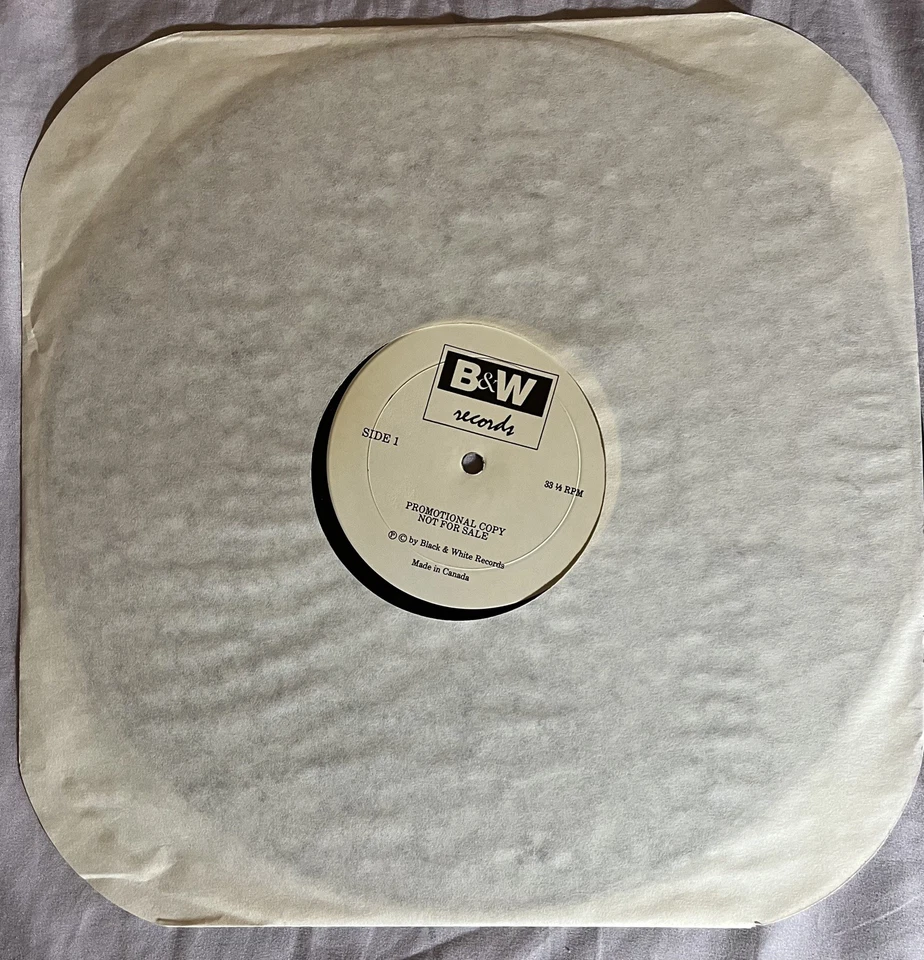 B&W
records
SIDE 1
33 ⅓ RPM
PROMOTIONAL COPY
NOT FOR SALE
Ⓟ © by Black & White Records
Made in Canada